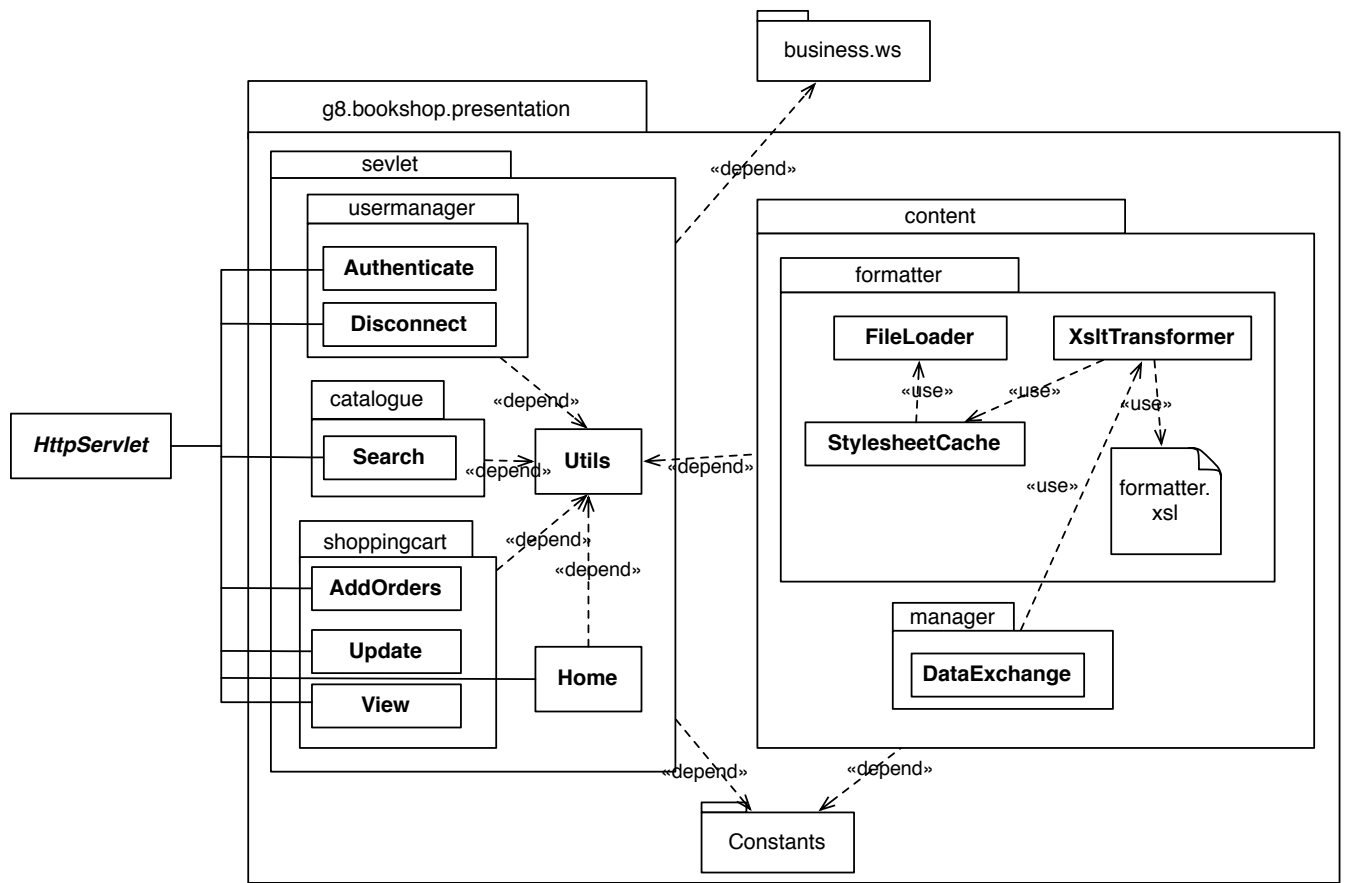 business.ws
g8.bookshop.presentation
sevlet
«depend»
usermanager
content
Authenticate
formatter
Disconnect
FileLoader
XsltTransformer
«use»
«use»
«use»
catalogue
«depend»
HttpServlet
Search
«depend»
Utils
«depend»
StylesheetCache
«use»
formatter.
xsl
shoppingcart
«depend»
«depend»
AddOrders
manager
Update
Home
DataExchange
View
«depend»
«depend»
Constants